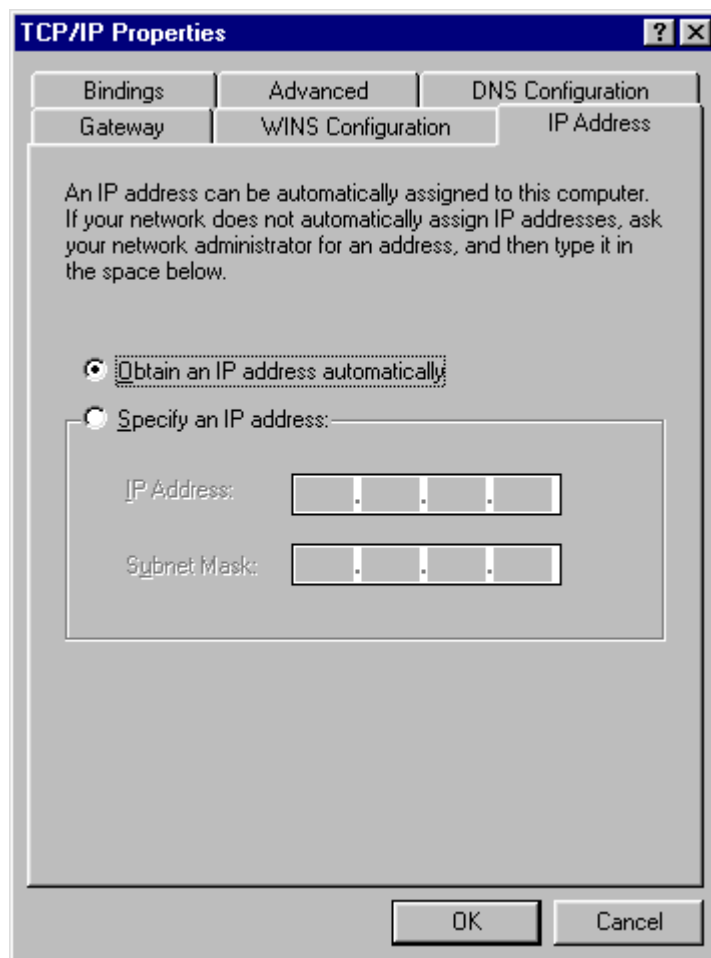 TCP/IP Properties
Bindings
Advanced
DNS Configuration
Gateway
WINS Configuration
IP Address
An IP address can be automatically assigned to this computer.
If your network does not automatically assign IP addresses, ask
your network administrator for an address, and then type it in
the space below.
Obtain an IP address automatically
Specify an IP address:
IP Address:
. . .
Subnet Mask:
. . .
OK
Cancel